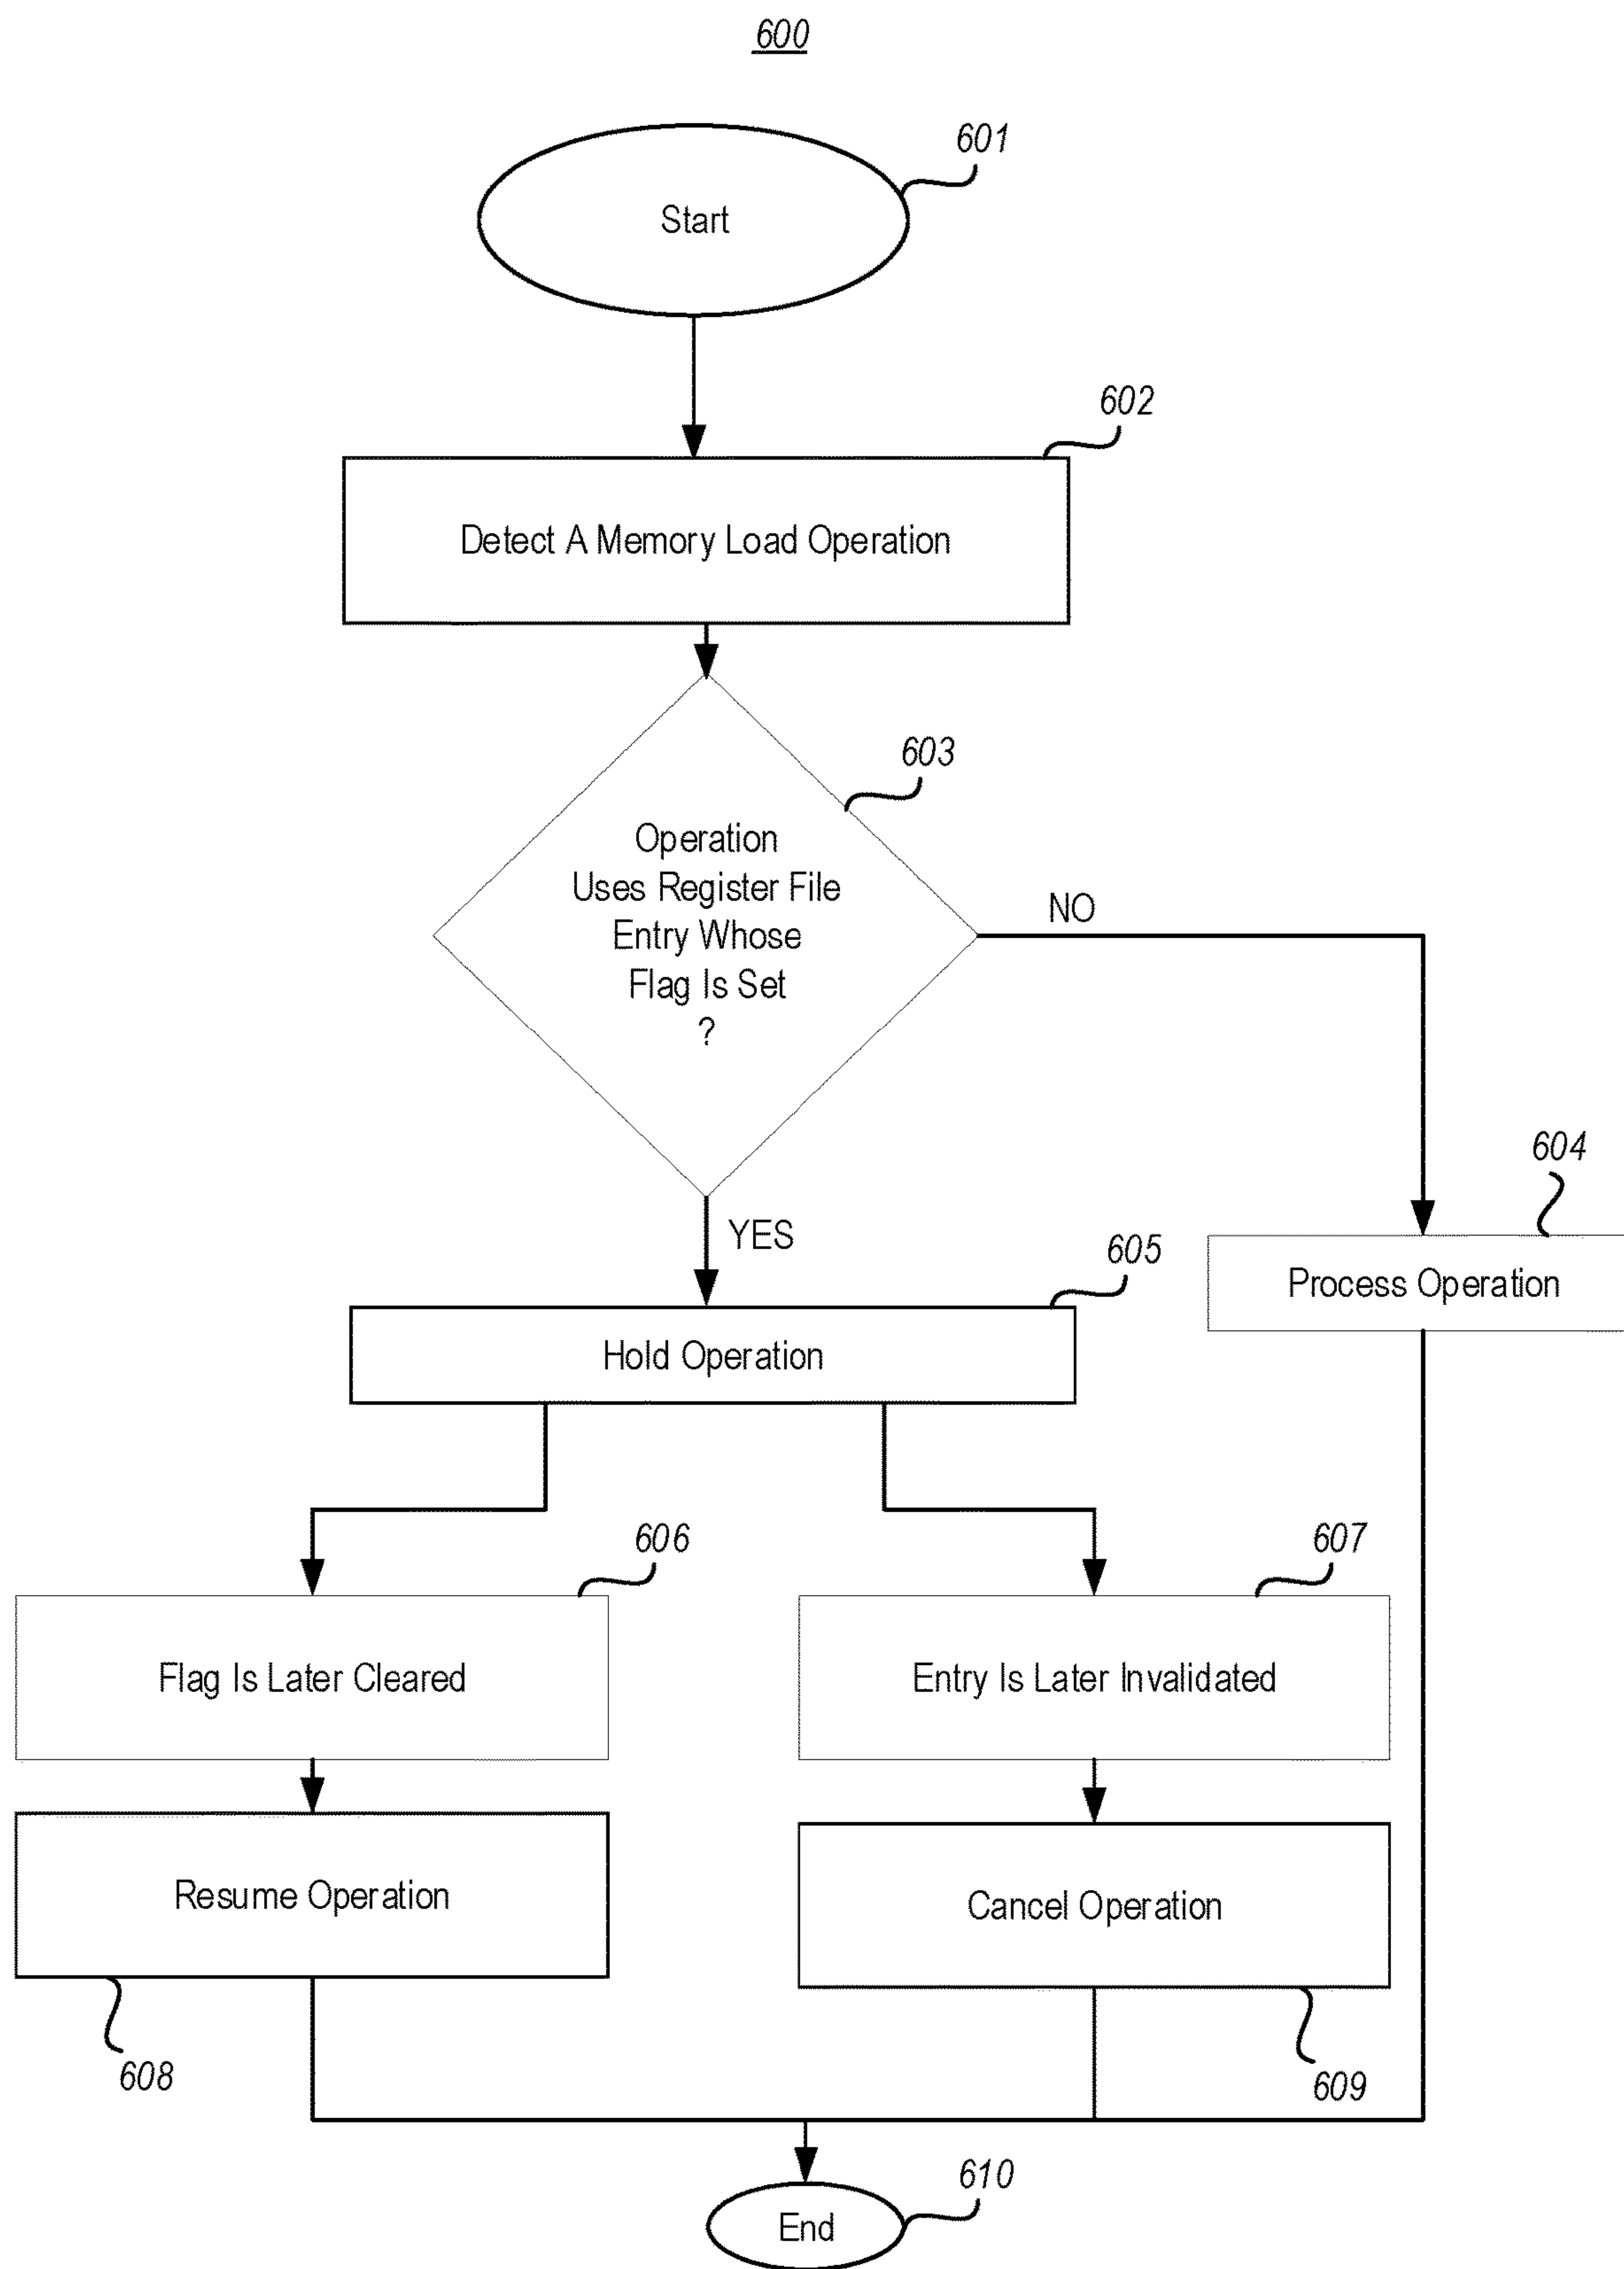 600
601
Start
602
Detect A Memory Load Operation
603
Operation
Uses Register File
Entry Whose
Flag Is Set
?
NO
604
YES
605
Process Operation
Hold Operation
606
607
Flag Is Later Cleared
Entry Is Later Invalidated
Resume Operation
Cancel Operation
608
609
610
End